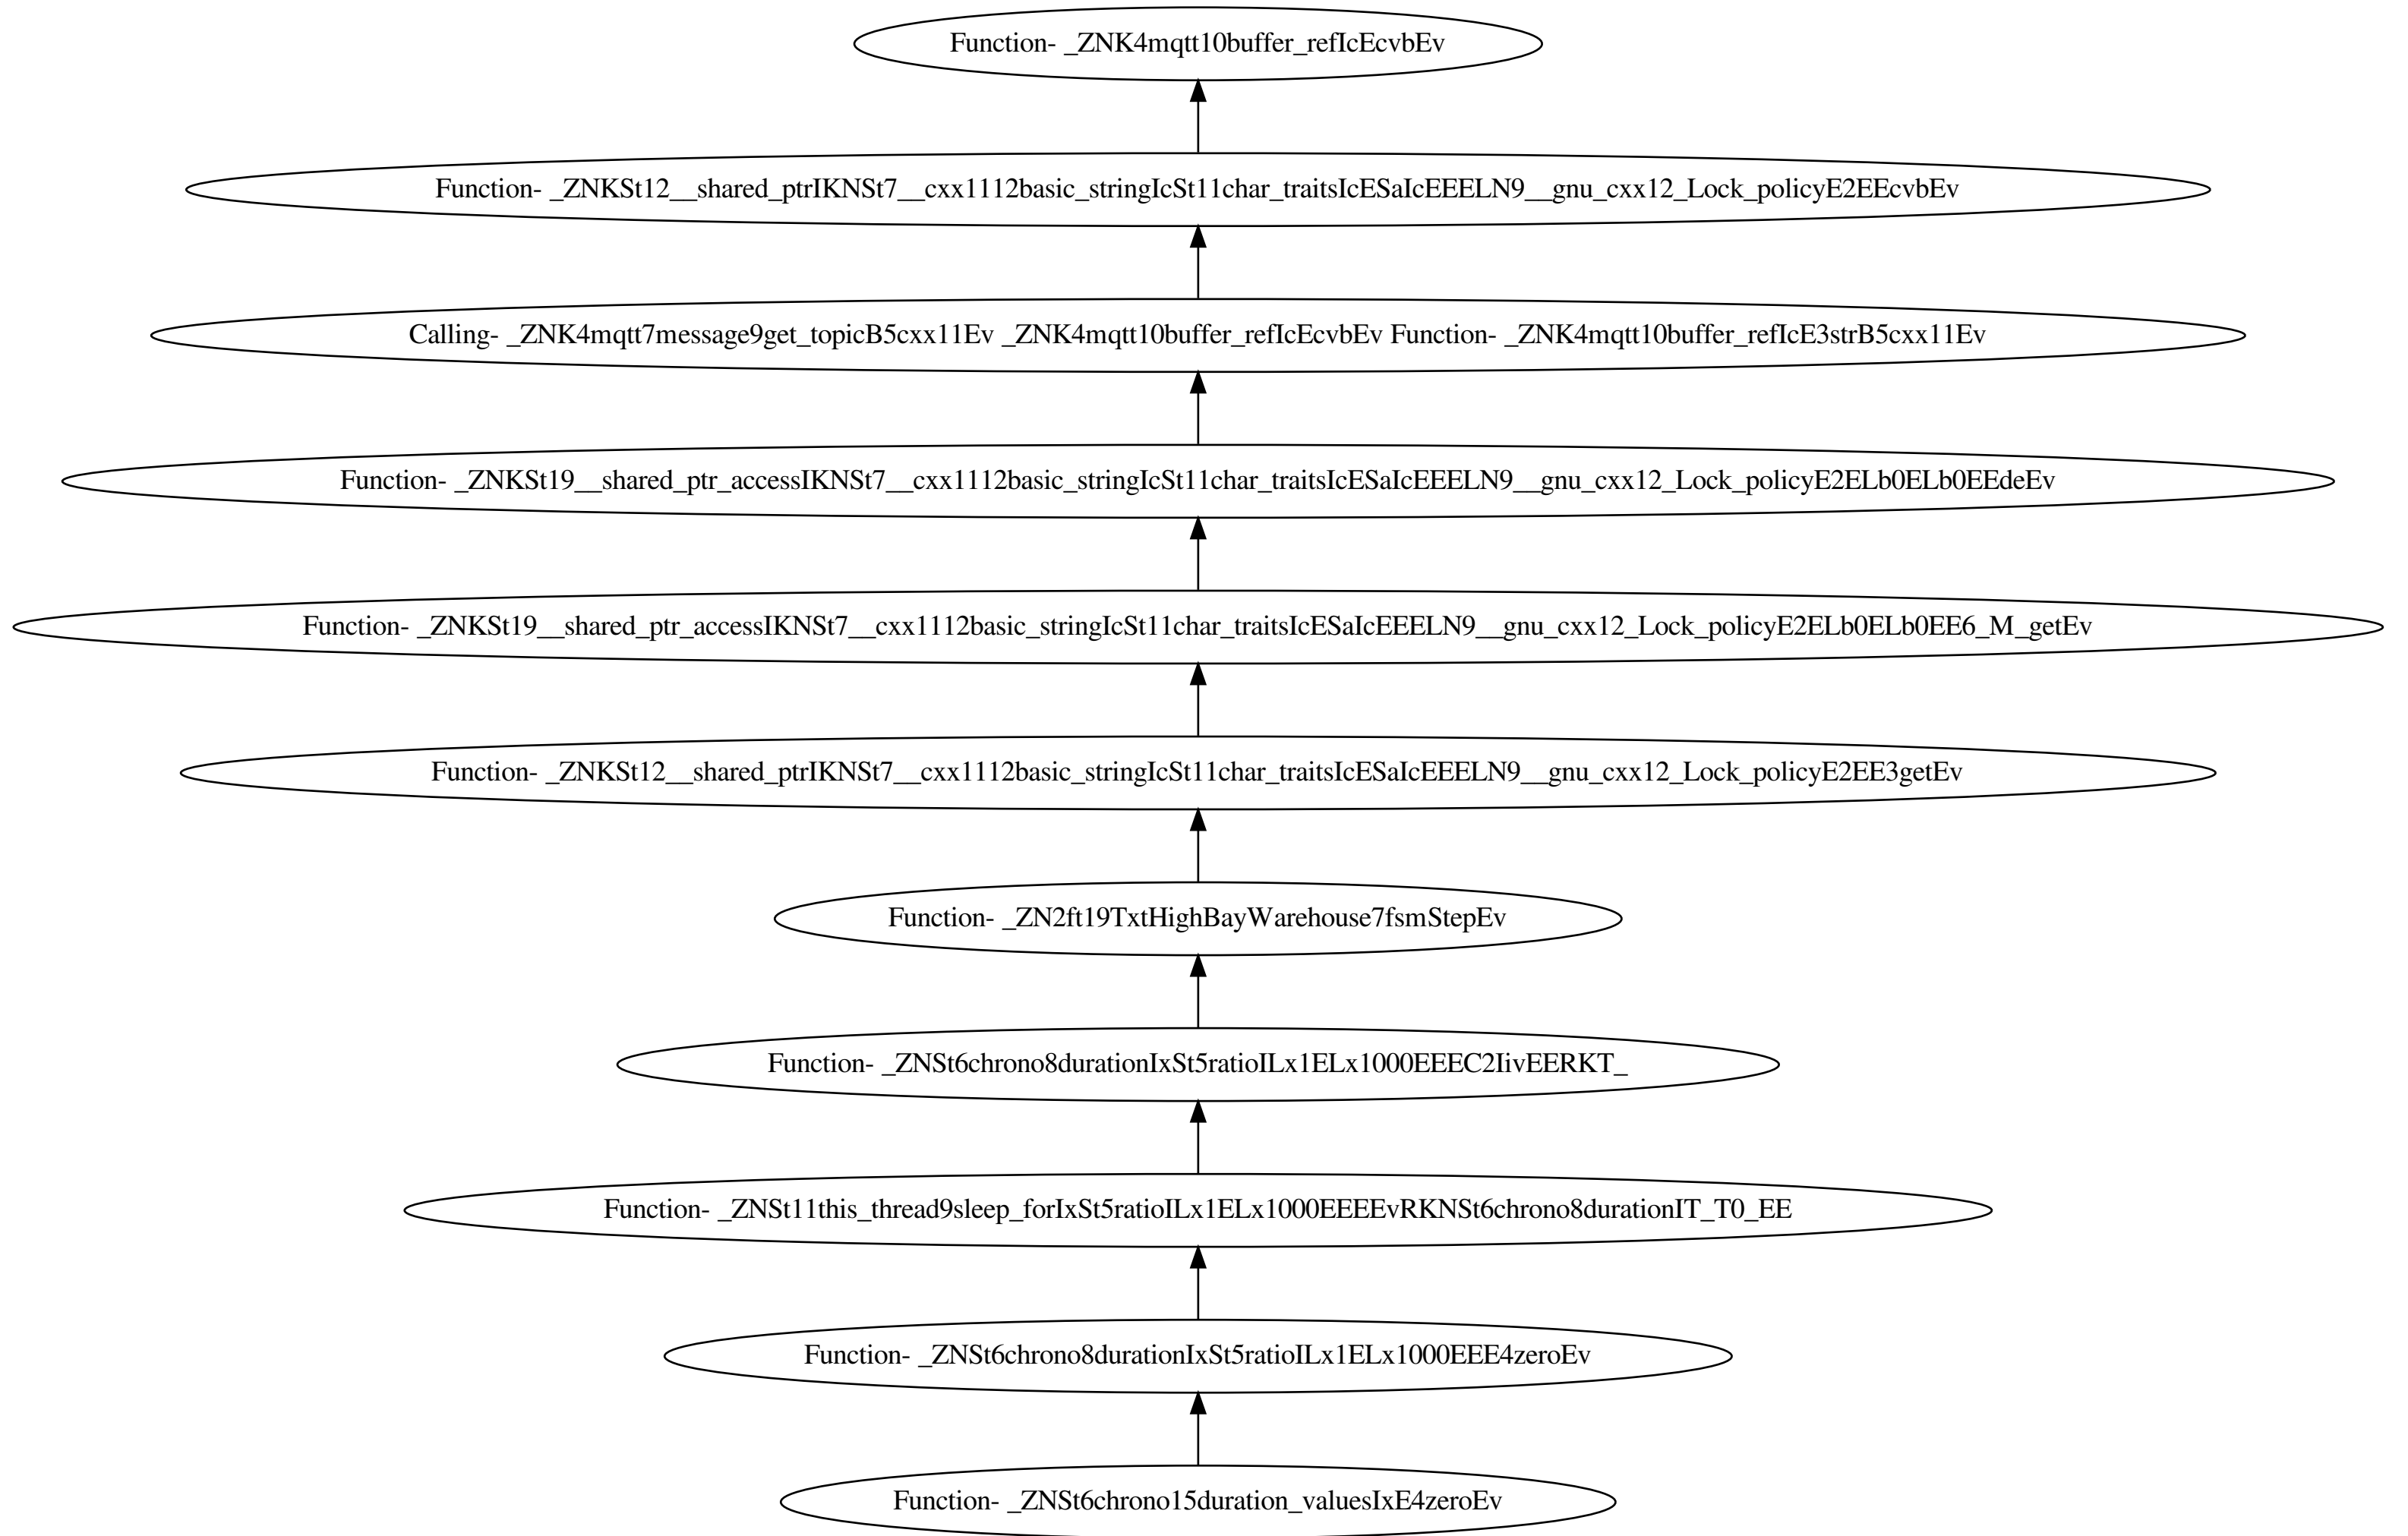 Function- _ZNK4mqtt10buffer_refIcEcvbEv
Function- _ZNKSt12__shared_ptrIKNSt7__cxx1112basic_stringIcSt11char_traitsIcESaIcEEELN9__gnu_cxx12_Lock_policyE2EEcvbEv
Calling- _ZNK4mqtt7message9get_topicB5cxx11Ev _ZNK4mqtt10buffer_refIcEcvbEv Function- _ZNK4mqtt10buffer_refIcE3strB5cxx11Ev
Function- _ZNKSt19__shared_ptr_accessIKNSt7__cxx1112basic_stringIcSt11char_traitsIcESaIcEEELN9__gnu_cxx12_Lock_policyE2ELb0ELb0EEdeEv
Function- _ZNKSt19__shared_ptr_accessIKNSt7__cxx1112basic_stringIcSt11char_traitsIcESaIcEEELN9__gnu_cxx12_Lock_policyE2ELb0ELb0EE6_M_getEv
Function- _ZNKSt12__shared_ptrIKNSt7__cxx1112basic_stringIcSt11char_traitsIcESaIcEEELN9__gnu_cxx12_Lock_policyE2EE3getEv
Function- _ZN2ft19TxtHighBayWarehouse7fsmStepEv
Function- _ZNSt6chrono8durationIxSt5ratioILx1ELx1000EEEC2IivEERKT_
Function- _ZNSt11this_thread9sleep_forIxSt5ratioILx1ELx1000EEEEvRKNSt6chrono8durationIT_T0_EE
Function- _ZNSt6chrono8durationIxSt5ratioILx1ELx1000EEE4zeroEv
Function- _ZNSt6chrono15duration_valuesIxE4zeroEv